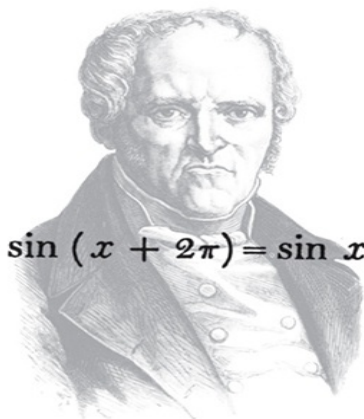 sin (x + 2π) = sin x